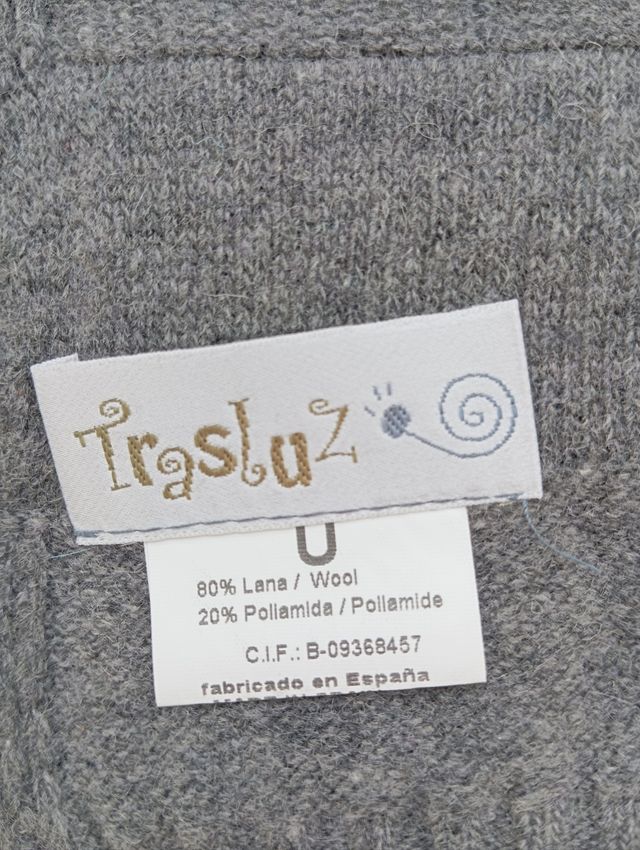 Trasluz
U
80% Lana / Wool
20% Poliamida / Poliamide
C.I.F.: B-09368457
fabricado en España